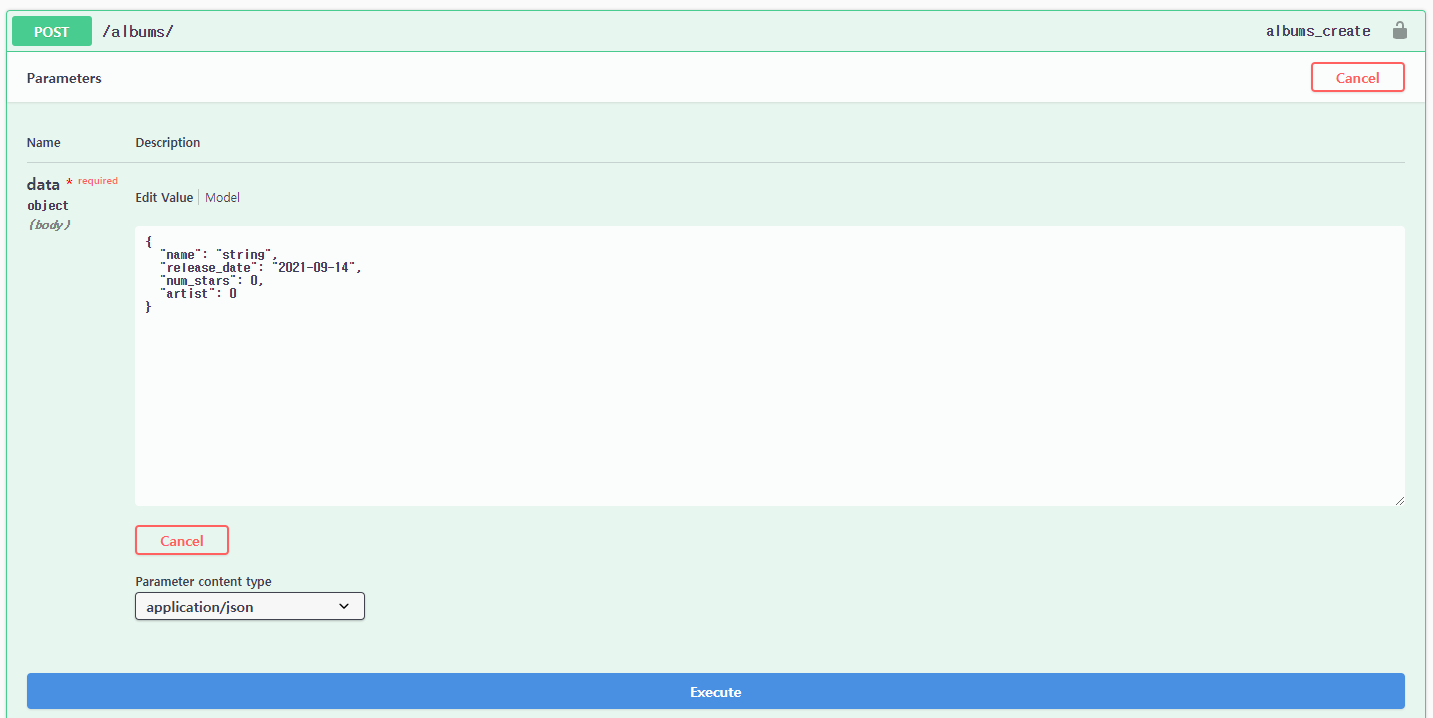 POST /albums/ albums_create
Parameters Cancel
Name Description
data * required
object
(body)
Edit Value Model
{
  "name": "string",
  "release_date": "2021-09-14",
  "num_stars": 0,
  "artist": 0
}
Cancel
Parameter content type
application/json
Execute